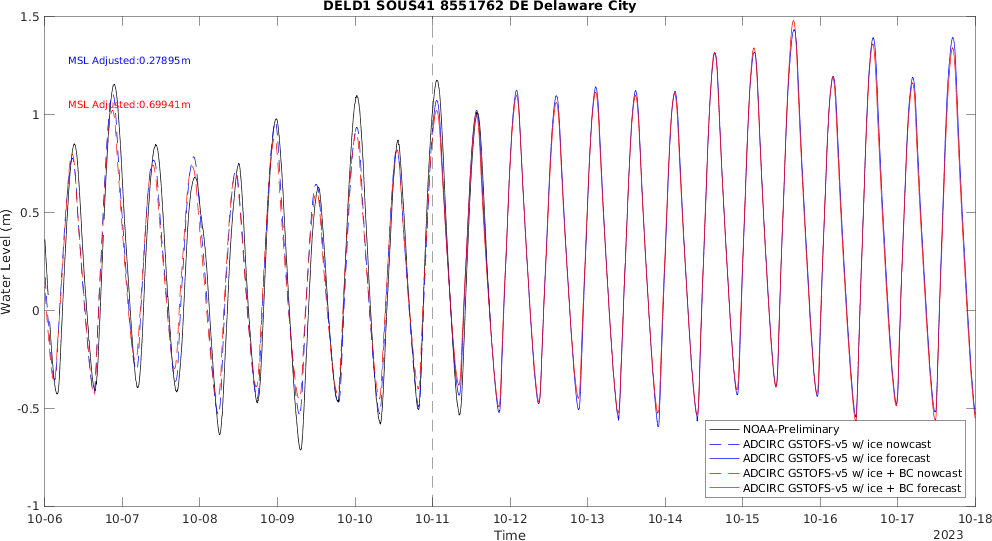 DELD1 SOUS41 8551762 DE Delaware City
1.5
MSL Adjusted:0.27895m
MSL Adjusted:0.69941m
1
0.5
Water Level (m)
0
-0.5
-1
NOAA-Preliminary
ADCIRC GSTOFS-v5 w/ ice nowcast
ADCIRC GSTOFS-v5 w/ ice forecast
ADCIRC GSTOFS-v5 w/ ice + BC nowcast
ADCIRC GSTOFS-v5 w/ ice + BC forecast
10-06 10-07 10-08 10-09 10-10 10-11 10-12 10-13 10-14 10-15 10-16 10-17 10-18
Time
2023